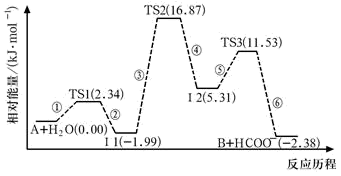 相对能量/(kJ·mol⁻¹)
TS2(16.87)
TS3(11.53)
③
④
TS1(2.34)
⑤
①
②
⑥
I 2(5.31)
A+H₂O(0.00)
I 1(-1.99)
B+HCOO⁻(-2.38)
反应历程